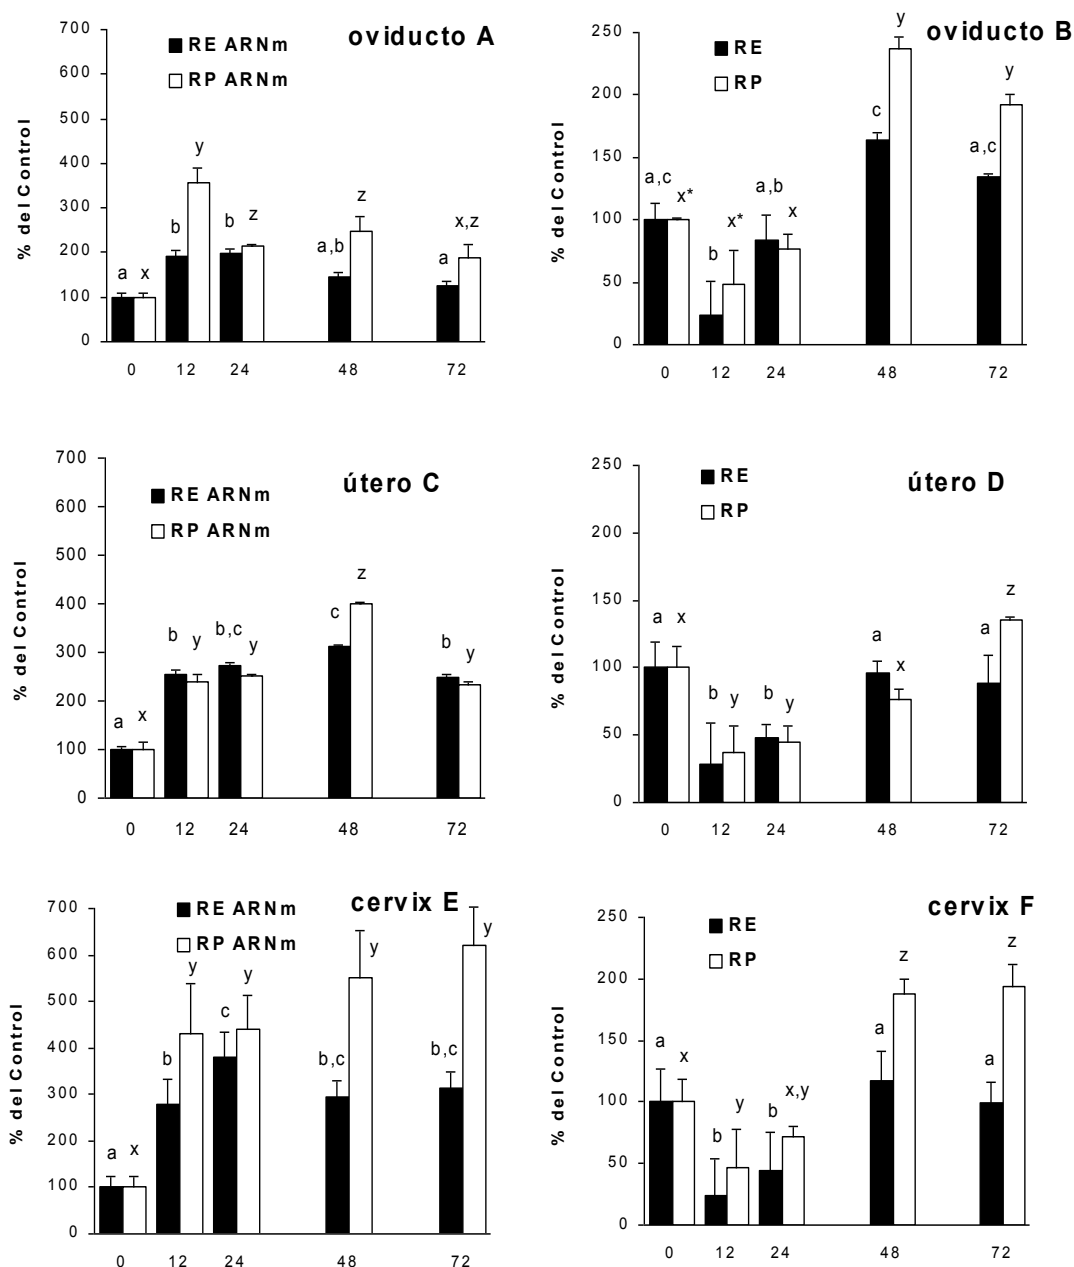 oviducto A
% del Control
RE ARNm
RP ARNm
700
600
500
400
300
200
100
0
a x
b y
b z
a,b z
a x,z
0 12 24 48 72
oviducto B
% del Control
RE
RP
250
200
150
100
50
0
a,c x*
b x*
a,b x
c y
a,c y
0 12 24 48 72
útero C
% del Control
RE ARNm
RP ARNm
700
600
500
400
300
200
100
0
a x
b y
b,c y
c z
b y
0 12 24 48 72
útero D
% del Control
RE
RP
250
200
150
100
50
0
a x
b y
b y
a x
a z
0 12 24 48 72
cervix E
% del Control
RE ARNm
RP ARNm
700
600
500
400
300
200
100
0
a x
b y
c y
b,c y
b,c y
0 12 24 48 72
cervix F
% del Control
RE
RP
250
200
150
100
50
0
a x
b y
b x,y
a z
a z
0 12 24 48 72